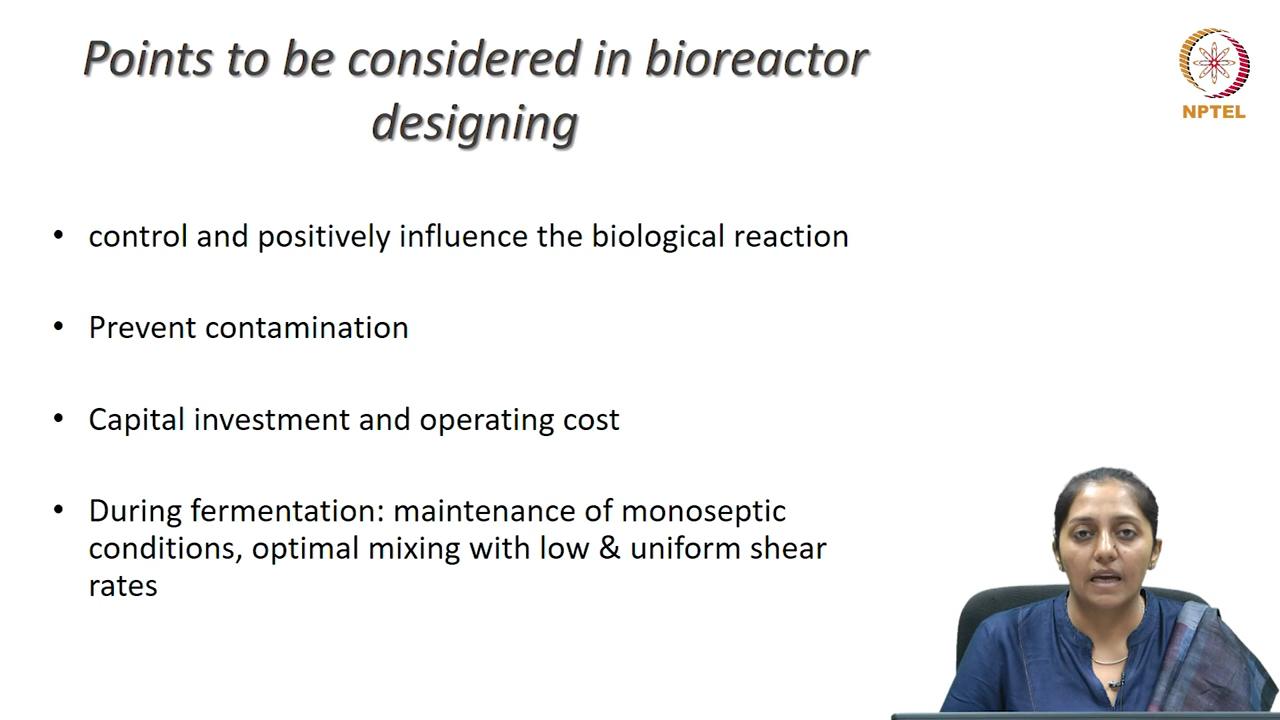 Points to be considered in bioreactor
designing
NPTEL
• control and positively influence the biological reaction
• Prevent contamination
• Capital investment and operating cost
• During fermentation: maintenance of monoseptic
conditions, optimal mixing with low & uniform shear
rates